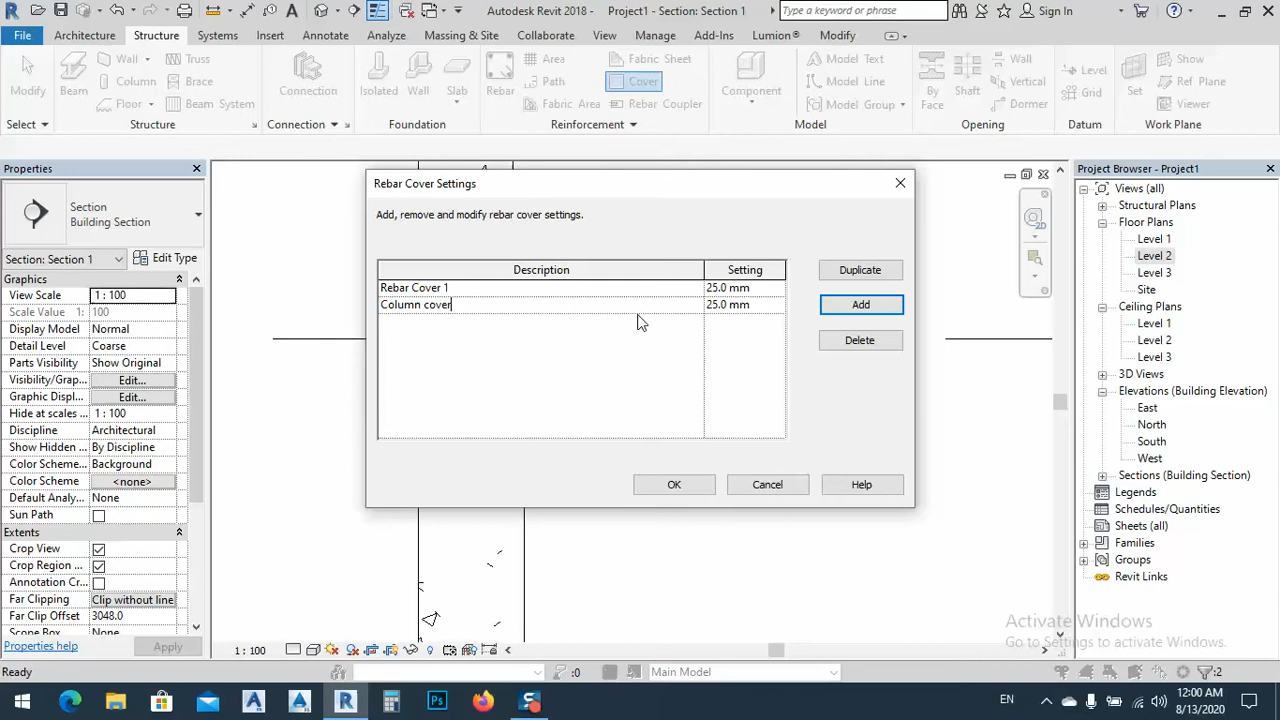 Autodesk Revit 2018 - Project1 - Section: Section 1
Type a keyword or phrase
Sign In
File
Architecture
Structure
Systems
Insert
Annotate
Analyze
Massing & Site
Collaborate
View
Manage
Add-Ins
Lumion®
Modify
Modify
Beam
Wall
Column
Floor
Truss
Brace
Beam System
Connection
Isolated
Wall
Slab
Rebar
Area
Path
Fabric Area
Fabric Sheet
Cover
Rebar Coupler
Component
Model Text
Model Line
Model Group
By Face
Shaft
Wall
Vertical
Dormer
Level
Grid
Set
Show
Ref Plane
Viewer
Select
Structure
Connection
Foundation
Reinforcement
Model
Opening
Datum
Work Plane
Properties
Section
Building Section
Section: Section 1
Edit Type
Graphics
View Scale 1 : 100
Scale Value 1: 100
Display Model Normal
Detail Level Coarse
Parts Visibility Show Original
Visibility/Grap... Edit...
Graphic Displ... Edit...
Hide at scales ... 1 : 100
Discipline Architectural
Show Hidden ... By Discipline
Color Scheme... Background
Color Scheme <none>
Default Analy... None
Sun Path
Extents
Crop View
Crop Region ...
Annotation Cr...
Far Clipping Clip without line
Far Clip Offset 3048.0
Scope Box None
Properties help
Apply
Rebar Cover Settings
Add, remove and modify rebar cover settings.
Description Setting
Rebar Cover 1 25.0 mm
Column cover 25.0 mm
Duplicate
Add
Delete
OK
Cancel
Help
2D
Project Browser - Project1
Views (all)
Structural Plans
Floor Plans
Level 1
Level 2
Level 3
Site
Ceiling Plans
Level 1
Level 2
Level 3
3D Views
Elevations (Building Elevation)
East
North
South
West
Sections (Building Section)
Legends
Schedules/Quantities
Sheets (all)
Families
Groups
Revit Links
Activate Windows
Go to Settings to activate Windows.
1 : 100
Ready
:0
Main Model
:2
Ps
EN
12:00 AM
8/13/2020